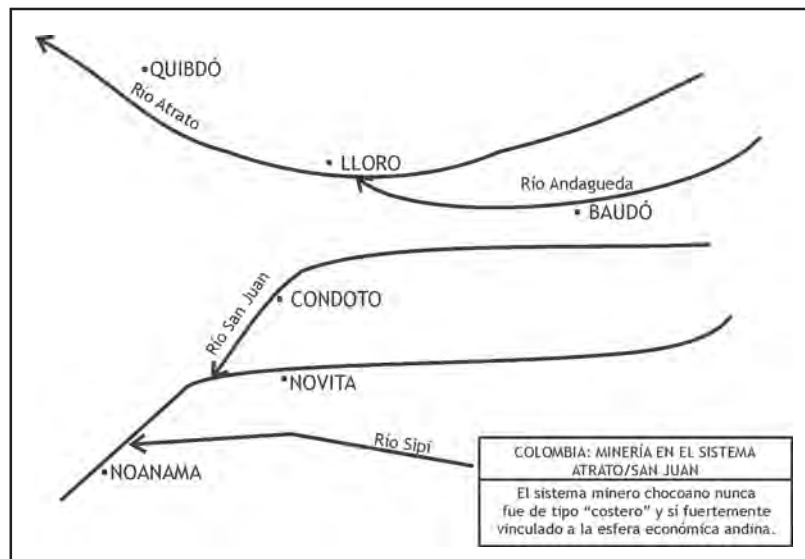 QUIBDÓ
Río Atrato
LLORO
Río Andagueda
BAUDÓ
Río San Juan
CONDOTO
NOVITA
Río Sipí
NOANAMA
COLOMBIA: MINERÍA EN EL SISTEMA
ATRATO/SAN JUAN
El sistema minero chocoano nunca
fue de tipo "costero" y sí fuertemente
vinculado a la esfera económica andina.